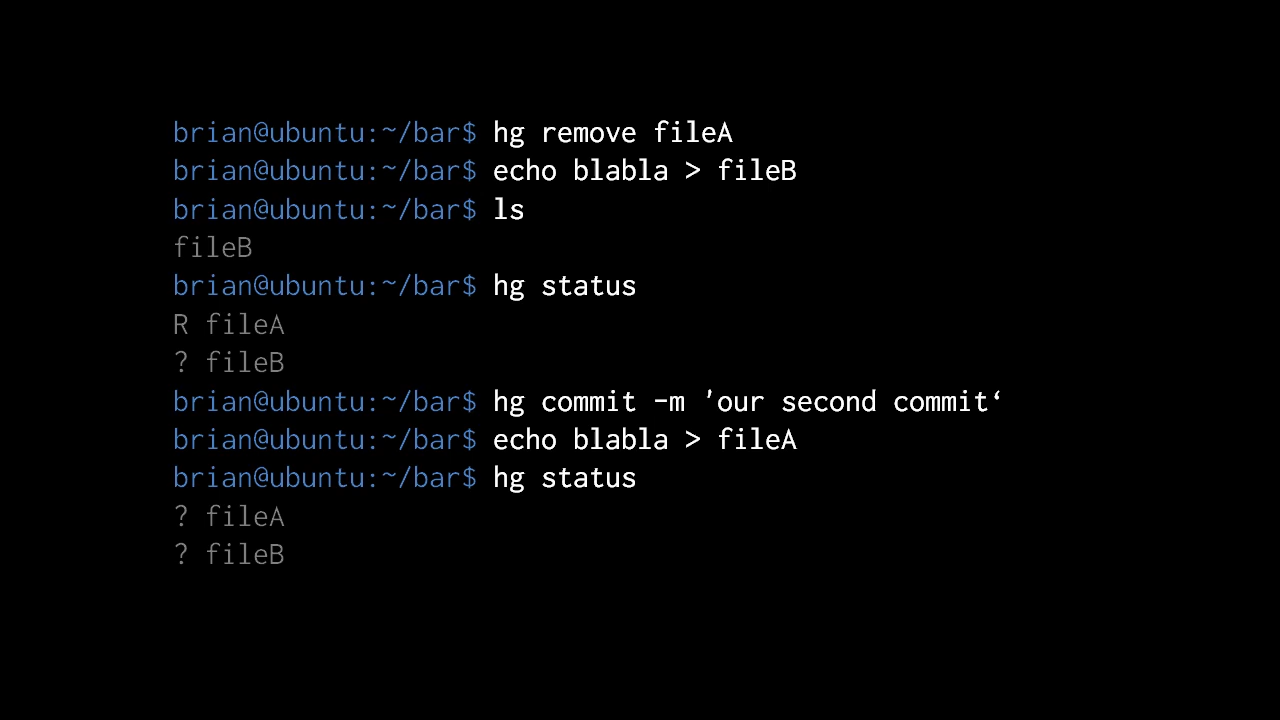 brian@ubuntu:~/bar$ hg remove fileA
brian@ubuntu:~/bar$ echo blabla > fileB
brian@ubuntu:~/bar$ ls
fileB
brian@ubuntu:~/bar$ hg status
R fileA
? fileB
brian@ubuntu:~/bar$ hg commit -m ’our second commit‘
brian@ubuntu:~/bar$ echo blabla > fileA
brian@ubuntu:~/bar$ hg status
? fileA
? fileB